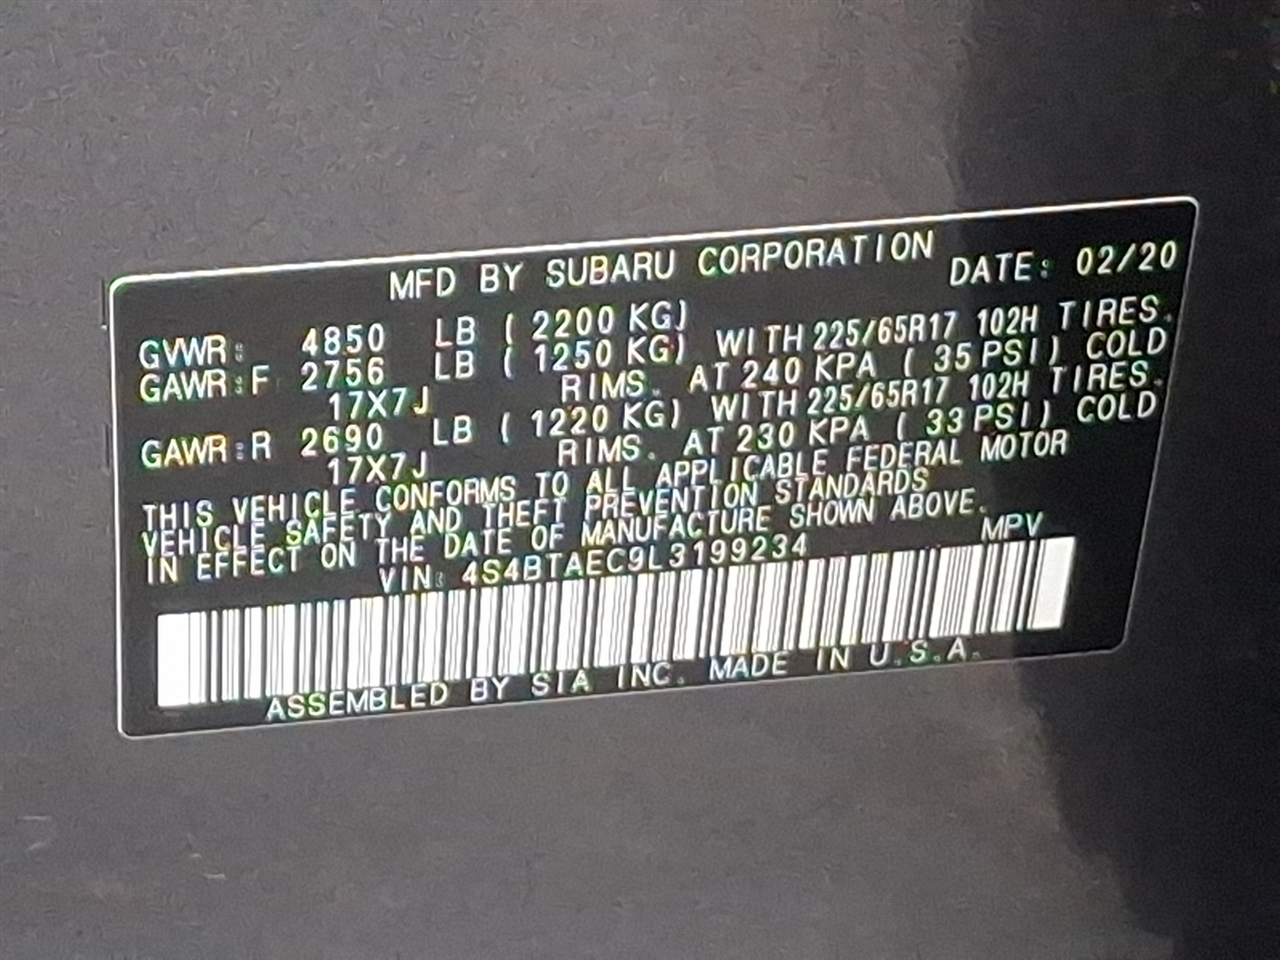 MFD BY SUBARU CORPORATION DATE: 02/20
GVWR: 4850 LB ( 2200 KG)
GAWR:F 2756 LB ( 1250 KG) WITH 225/65R17 102H TIRES.
17X7J RIMS. AT 240 KPA ( 35 PSI) COLD
GAWR:R 2690 LB ( 1220 KG) WITH 225/65R17 102H TIRES.
17X7J RIMS. AT 230 KPA ( 33 PSI) COLD
THIS VEHICLE CONFORMS TO ALL APPLICABLE FEDERAL MOTOR
VEHICLE SAFETY AND THEFT PREVENTION STANDARDS
IN EFFECT ON THE DATE OF MANUFACTURE SHOWN ABOVE.
VIN: 4S4BTAEC9L3199234 MPV
ASSEMBLED BY SIA INC. MADE IN U.S.A.